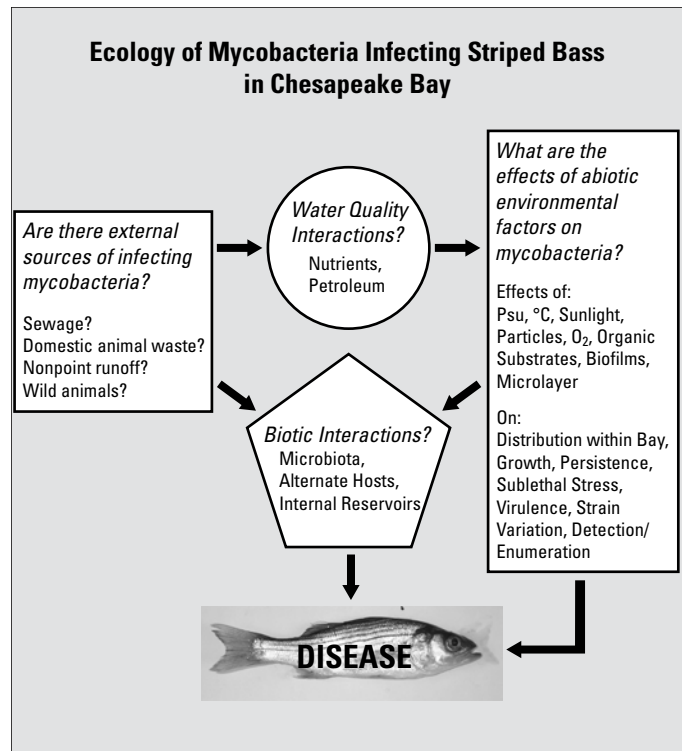 Ecology of Mycobacteria Infecting Striped Bass
in Chesapeake Bay
Are there external
sources of infecting
mycobacteria?
Sewage?
Domestic animal waste?
Nonpoint runoff?
Wild animals?
Water Quality
Interactions?
Nutrients,
Petroleum
What are the
effects of abiotic
environmental
factors on
mycobacteria?
Effects of:
Psu, °C, Sunlight,
Particles, O₂, Organic
Substrates, Biofilms,
Microlayer
On:
Distribution within Bay,
Growth, Persistence,
Sublethal Stress,
Virulence, Strain
Variation, Detection/
Enumeration
Biotic Interactions?
Microbiota,
Alternate Hosts,
Internal Reservoirs
DISEASE